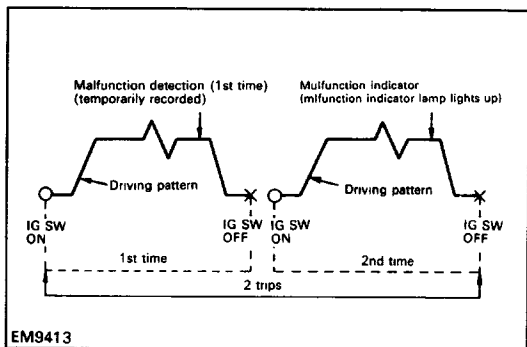 Malfunction detection (1st time)
(temporarily recorded)
Mulfunction indicator
(mlfunction indicator lamp lights up)
Driving pattern
Driving pattern
IG SW
ON
IG SW
OFF
IG SW
ON
IG SW
OFF
1st time
2nd time
2 trips
EM9413